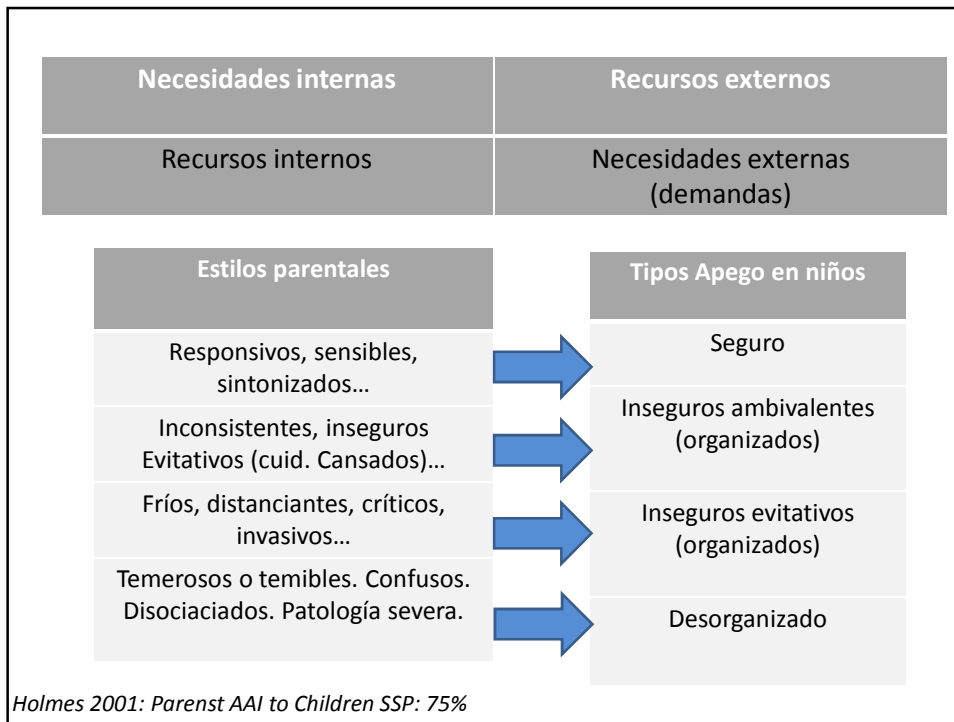 Necesidades internas
Recursos externos
Recursos internos
Necesidades externas
(demandas)
Estilos parentales
Responsivos, sensibles,
sintonizados…
Inconsistentes, inseguros
Evitativos (cuid. Cansados)…
Fríos, distanciantes, críticos,
invasivos…
Temerosos o temibles. Confusos.
Disociaciados. Patología severa.
Tipos Apego en niños
Seguro
Inseguros ambivalentes
(organizados)
Inseguros evitativos
(organizados)
Desorganizado
Holmes 2001: Parenst AAI to Children SSP: 75%